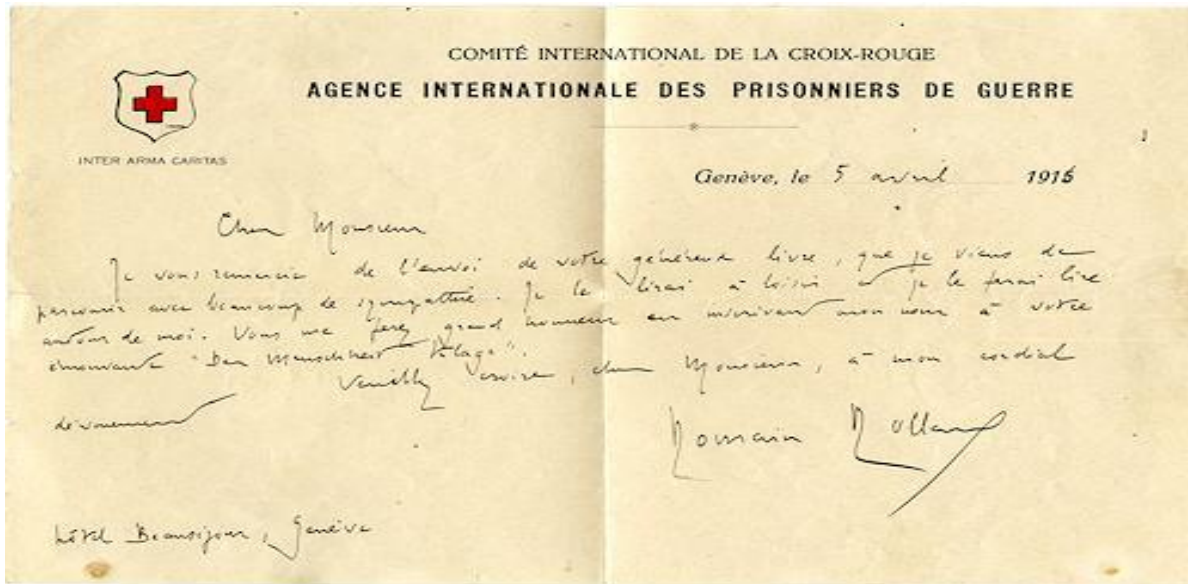 COMITÉ INTERNATIONAL DE LA CROIX-ROUGE
AGENCE INTERNATIONALE DES PRISONNIERS DE GUERRE
INTER ARMA CARITAS
Genève, le 5 avril 1915
Cher Monsieur
Je vous remercie de l'envoi de votre généreux livre, que je viens de
parcourir avec beaucoup de sympathie. Je le lirai à loisir et je le ferai lire
autour de moi. Vous me ferez grand honneur en inscrivant mon nom à votre
émouvante "Der Menschheit Klage".
Veuillez croire, cher Monsieur, à mon cordial
dévouement
Romain Rolland
hôtel Beauséjour, Genève